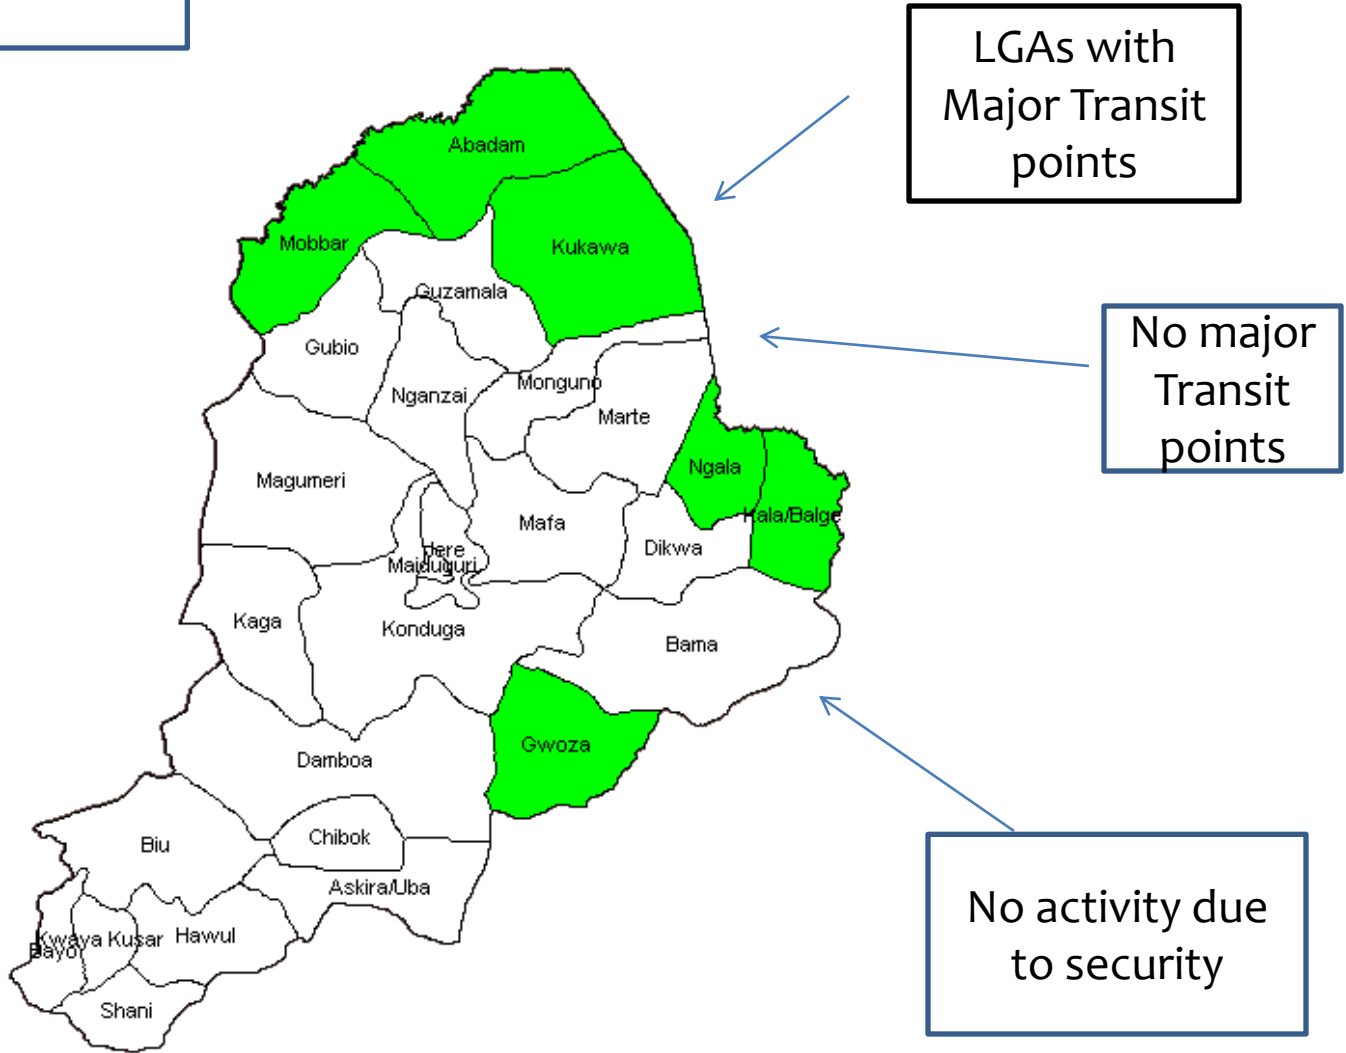 LGAs with
Major Transit
points
Abadam
Mobbar
Kukawa
Guzamala
No major
Transit
points
Gubio
Monguno
Nganzai
Marte
Ngala
Magumeri
Kala/Balge
Mafa
Here
Dikwa
Maiduguri
Kaga
Konduga
Bama
Gwoza
Damboa
Chibok
Biu
Askira/Uba
No activity due
to security
Kwaya Kusar
Hawul
Bayo
Shani